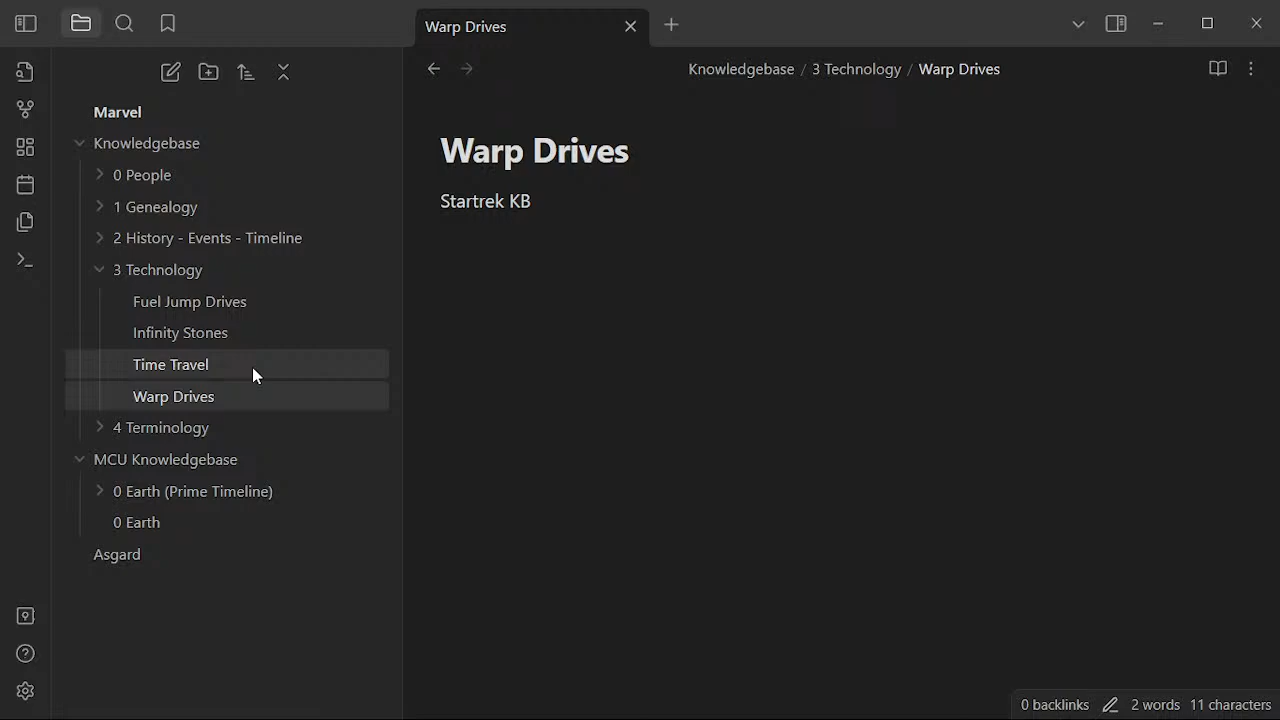 Warp Drives
Knowledgebase / 3 Technology / Warp Drives
Marvel
Knowledgebase
0 People
1 Genealogy
2 History - Events - Timeline
3 Technology
Fuel Jump Drives
Infinity Stones
Time Travel
Warp Drives
4 Terminology
MCU Knowledgebase
0 Earth (Prime Timeline)
0 Earth
Asgard
Warp Drives
Startrek KB
0 backlinks 2 words 11 characters